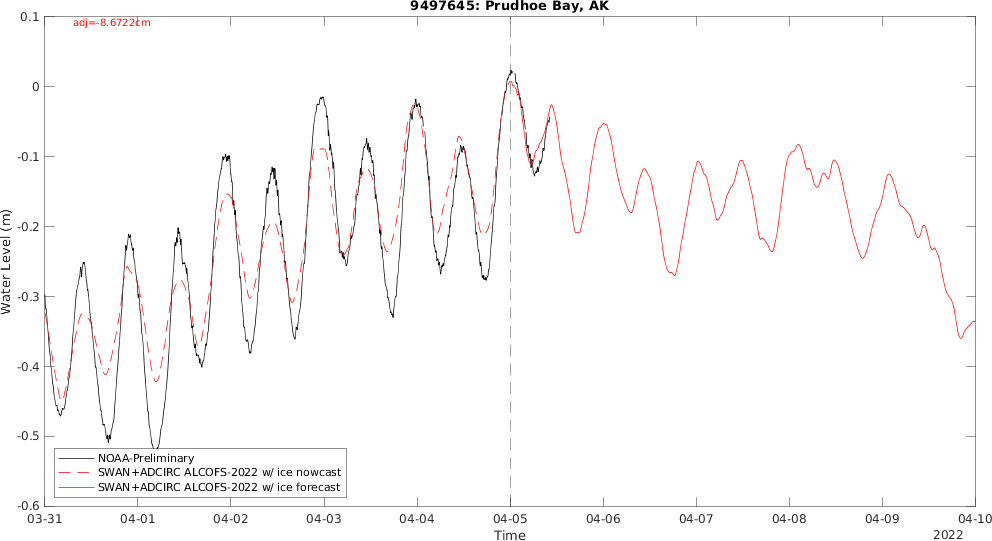 9497645: Prudhoe Bay, AK
adj=-8.6722cm
0.1
0
-0.1
-0.2
-0.3
-0.4
-0.5
-0.6
Water Level (m)
NOAA-Preliminary
SWAN+ADCIRC ALCOFS-2022 w/ ice nowcast
SWAN+ADCIRC ALCOFS-2022 w/ ice forecast
03-31 04-01 04-02 04-03 04-04 04-05 04-06 04-07 04-08 04-09 04-10
Time
2022